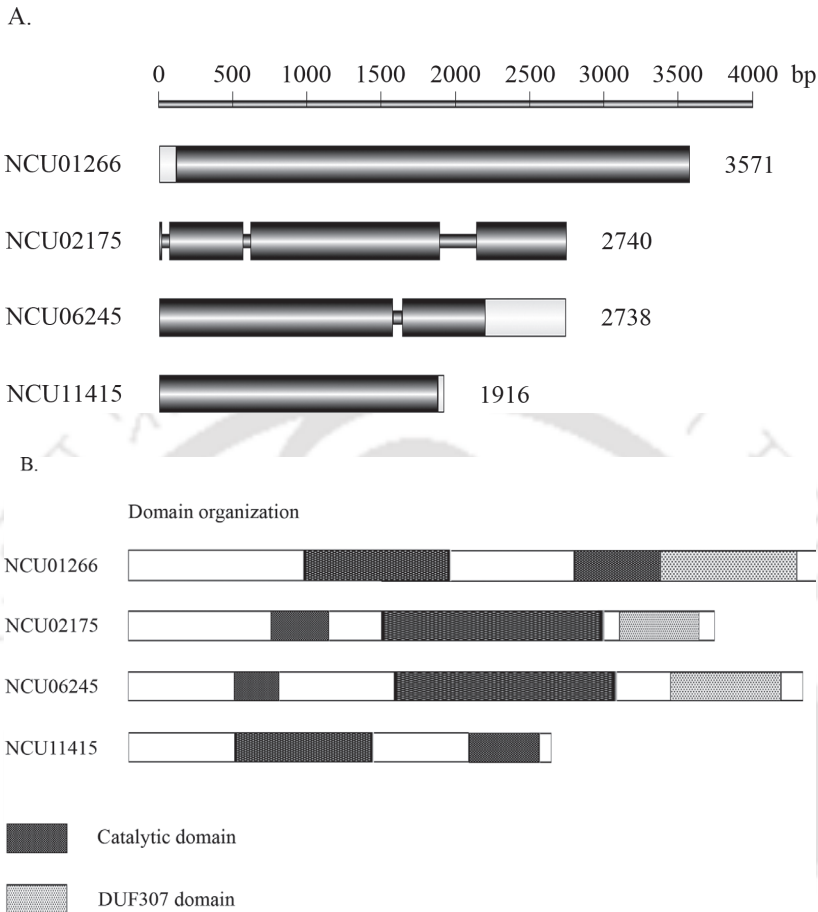 A.
0 500 1000 1500 2000 2500 3000 3500 4000 bp
NCU01266 3571
NCU02175 2740
NCU06245 2738
NCU11415 1916
B.
Domain organization
NCU01266
NCU02175
NCU06245
NCU11415
Catalytic domain
DUF307 domain